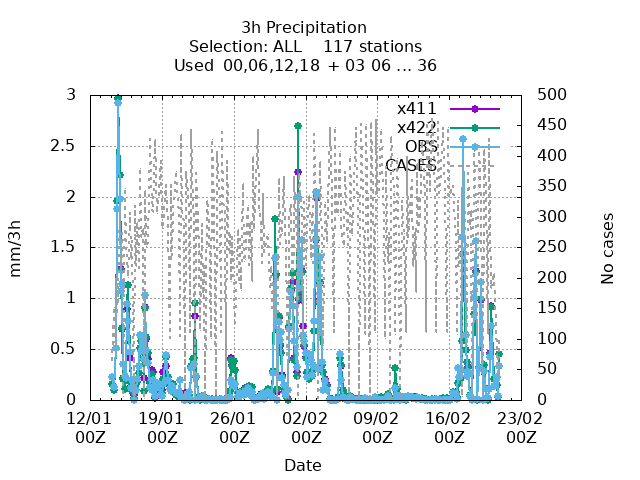 3h Precipitation
Selection: ALL    117 stations
Used  00,06,12,18  + 03 06 ... 36
3
2.5
2
1.5
1
0.5
0
mm/3h
500
450
400
350
300
250
200
150
100
50
0
No cases
x411
x422
OBS
CASES
12/01 19/01 26/01 02/02 09/02 16/02 23/02
00Z 00Z 00Z 00Z 00Z 00Z 00Z
Date